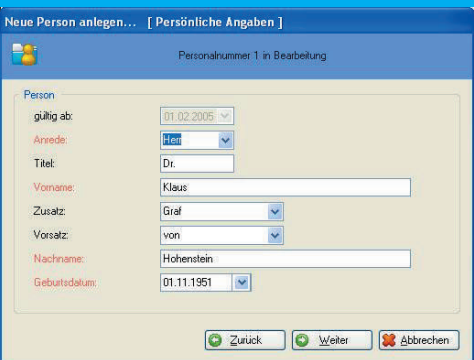 Neue Person anlegen... [ Persönliche Angaben ]
Personalnummer 1 in Bearbeitung
Person
gültig ab: 01.02.2005
Anrede: Herr
Titel: Dr.
Vorname: Klaus
Zusatz: Graf
Vorsatz: von
Nachname: Hohenstein
Geburtsdatum: 01.11.1951
Zurück Weiter Abbrechen